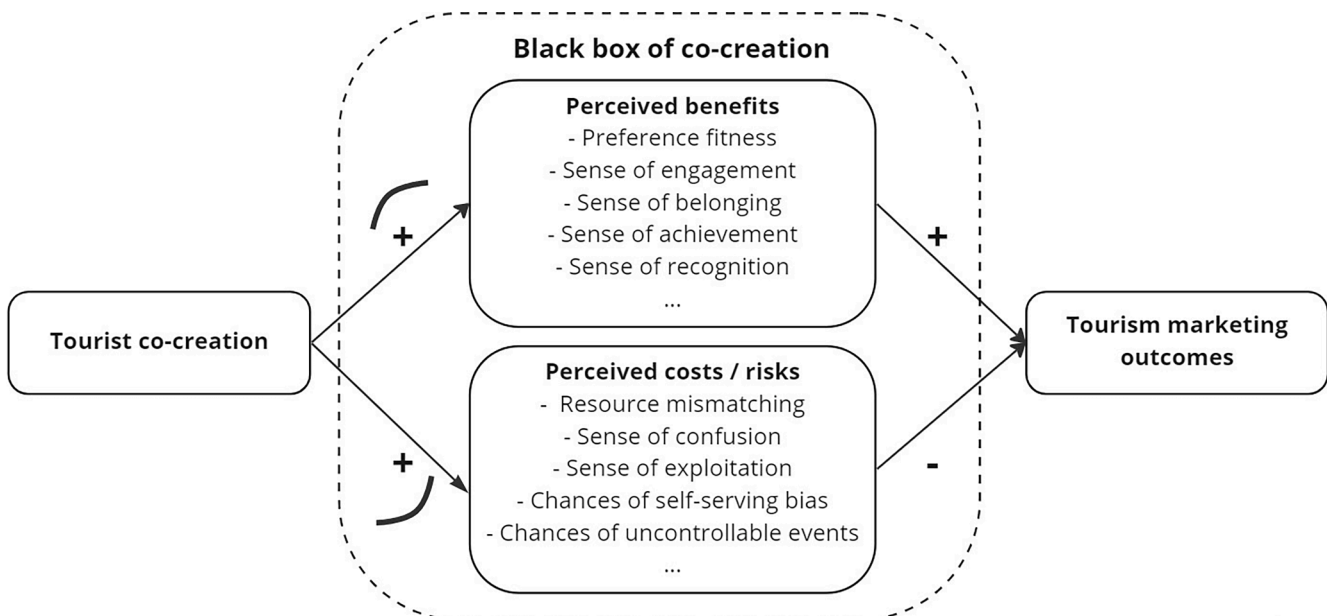 Black box of co-creation
Perceived benefits
- Preference fitness
- Sense of engagement
- Sense of belonging
- Sense of achievement
- Sense of recognition
...
+
+
Tourist co-creation
Tourism marketing
outcomes
Perceived costs / risks
- Resource mismatching
- Sense of confusion
- Sense of exploitation
- Chances of self-serving bias
- Chances of uncontrollable events
...
+
-